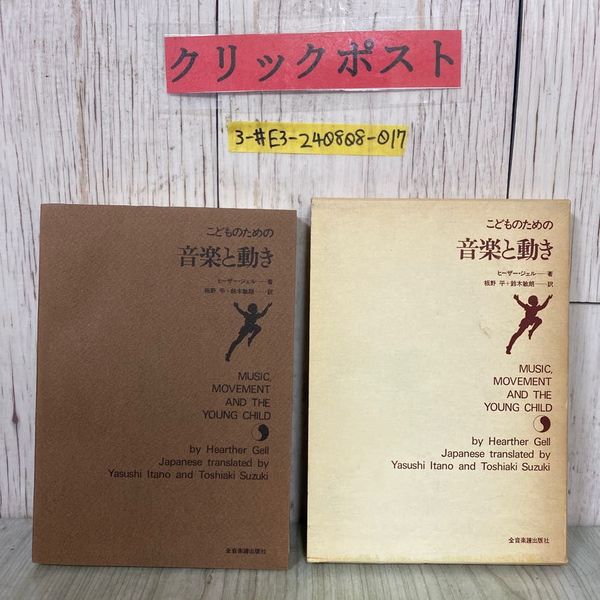 クリックポスト
3-#E3-240808-017
こどものための
音楽と動き
ヒーザー・ジェル——著
板野 平+鈴木敏朗——訳
MUSIC,
MOVEMENT
AND THE
YOUNG CHILD
by Hearther Gell
Japanese translated by
Yasushi Itano and Toshiaki Suzuki
全音楽譜出版社
こどものための
音楽と動き
ヒーザー・ジェル——著
板野 平+鈴木敏朗——訳
MUSIC,
MOVEMENT
AND THE
YOUNG CHILD
by Hearther Gell
Japanese translated by
Yasushi Itano and Toshiaki Suzuki
全音楽譜出版社